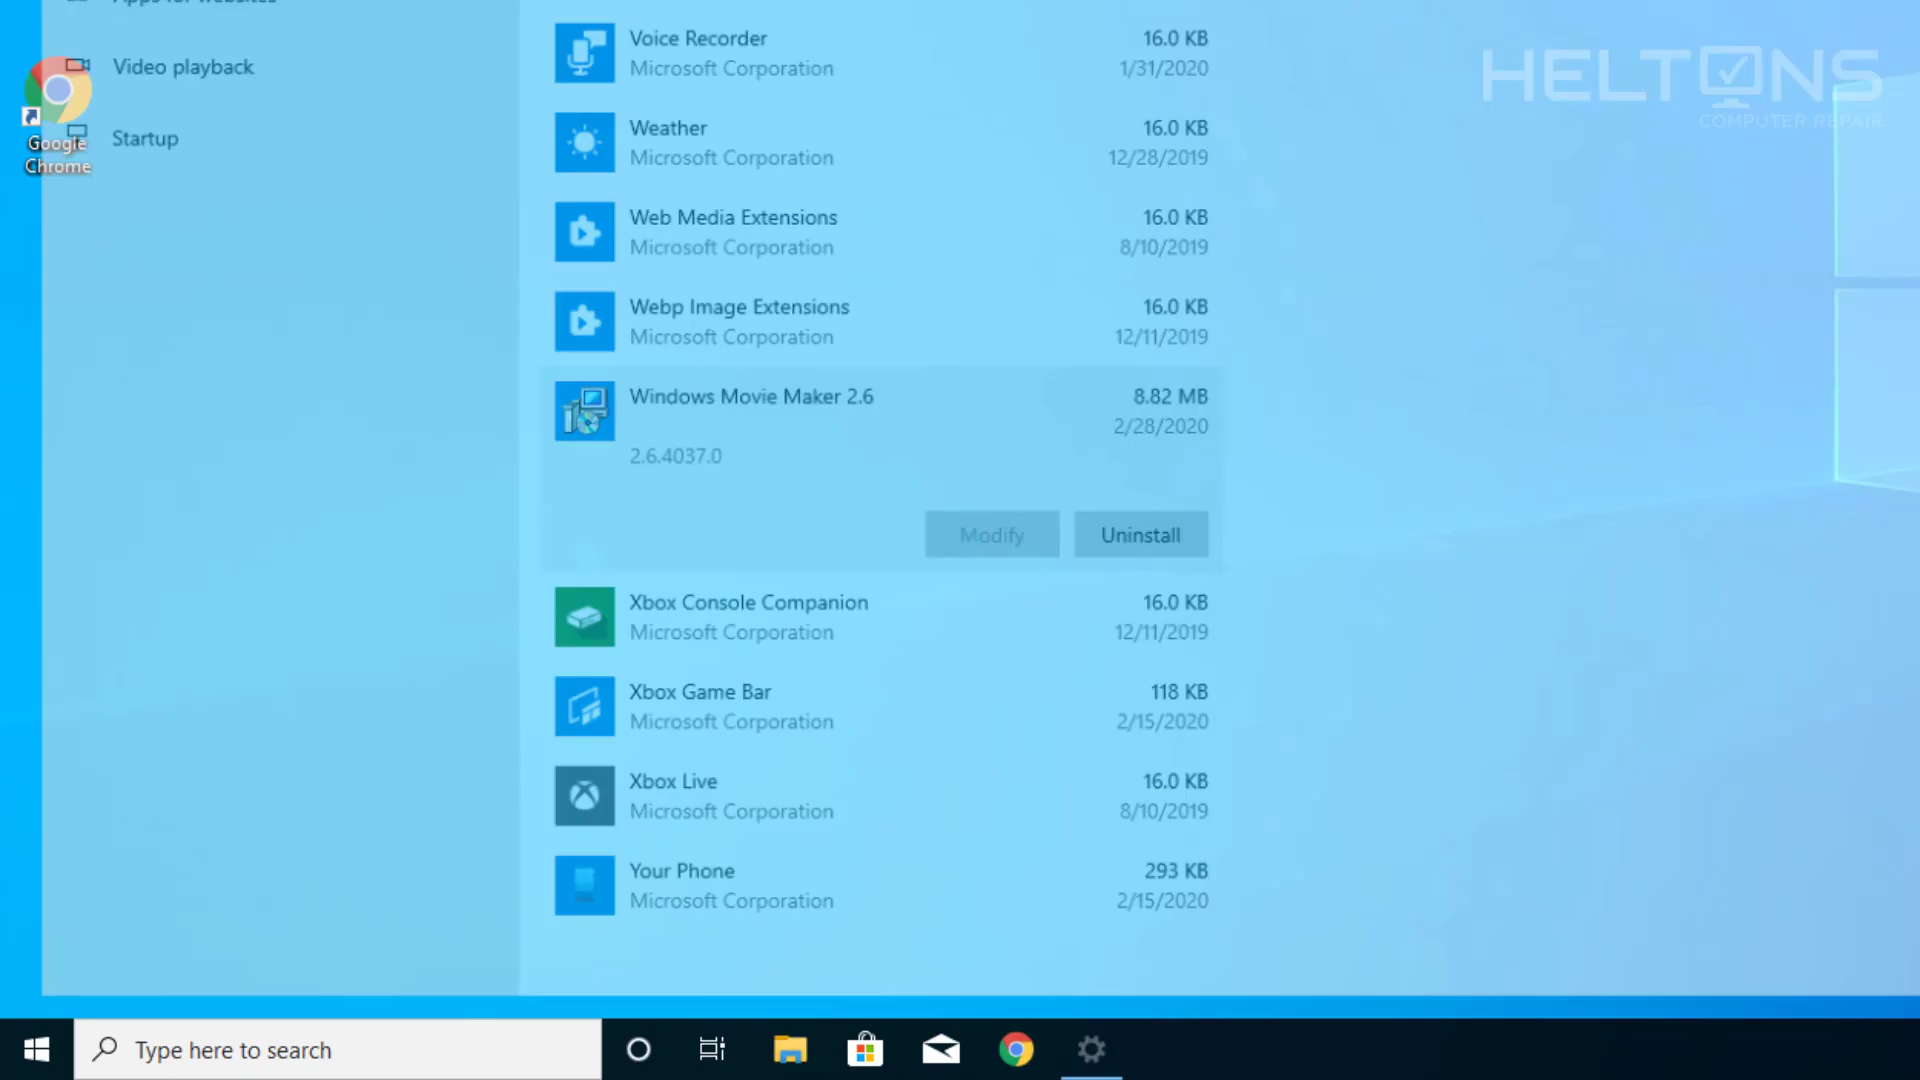 Apps for websites
Video playback
Startup
Google
Chrome
Voice Recorder 16.0 KB
Microsoft Corporation 1/31/2020
Weather 16.0 KB
Microsoft Corporation 12/28/2019
Web Media Extensions 16.0 KB
Microsoft Corporation 8/10/2019
Webp Image Extensions 16.0 KB
Microsoft Corporation 12/11/2019
Windows Movie Maker 2.6 8.82 MB
2/28/2020
2.6.4037.0
Modify Uninstall
Xbox Console Companion 16.0 KB
Microsoft Corporation 12/11/2019
Xbox Game Bar 118 KB
Microsoft Corporation 2/15/2020
Xbox Live 16.0 KB
Microsoft Corporation 8/10/2019
Your Phone 293 KB
Microsoft Corporation 2/15/2020
HELTONS
COMPUTER REPAIR
Type here to search